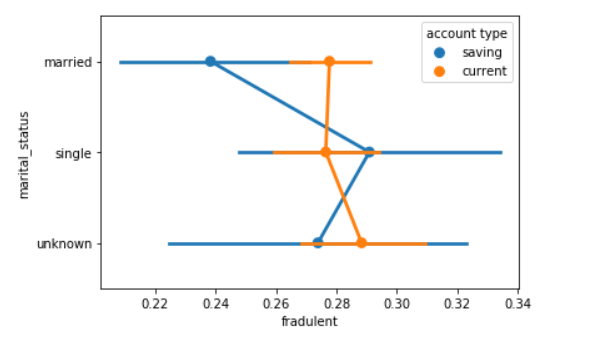 account type
saving
current
married
single
unknown
marital_status
0.22 0.24 0.26 0.28 0.30 0.32 0.34
fradulent